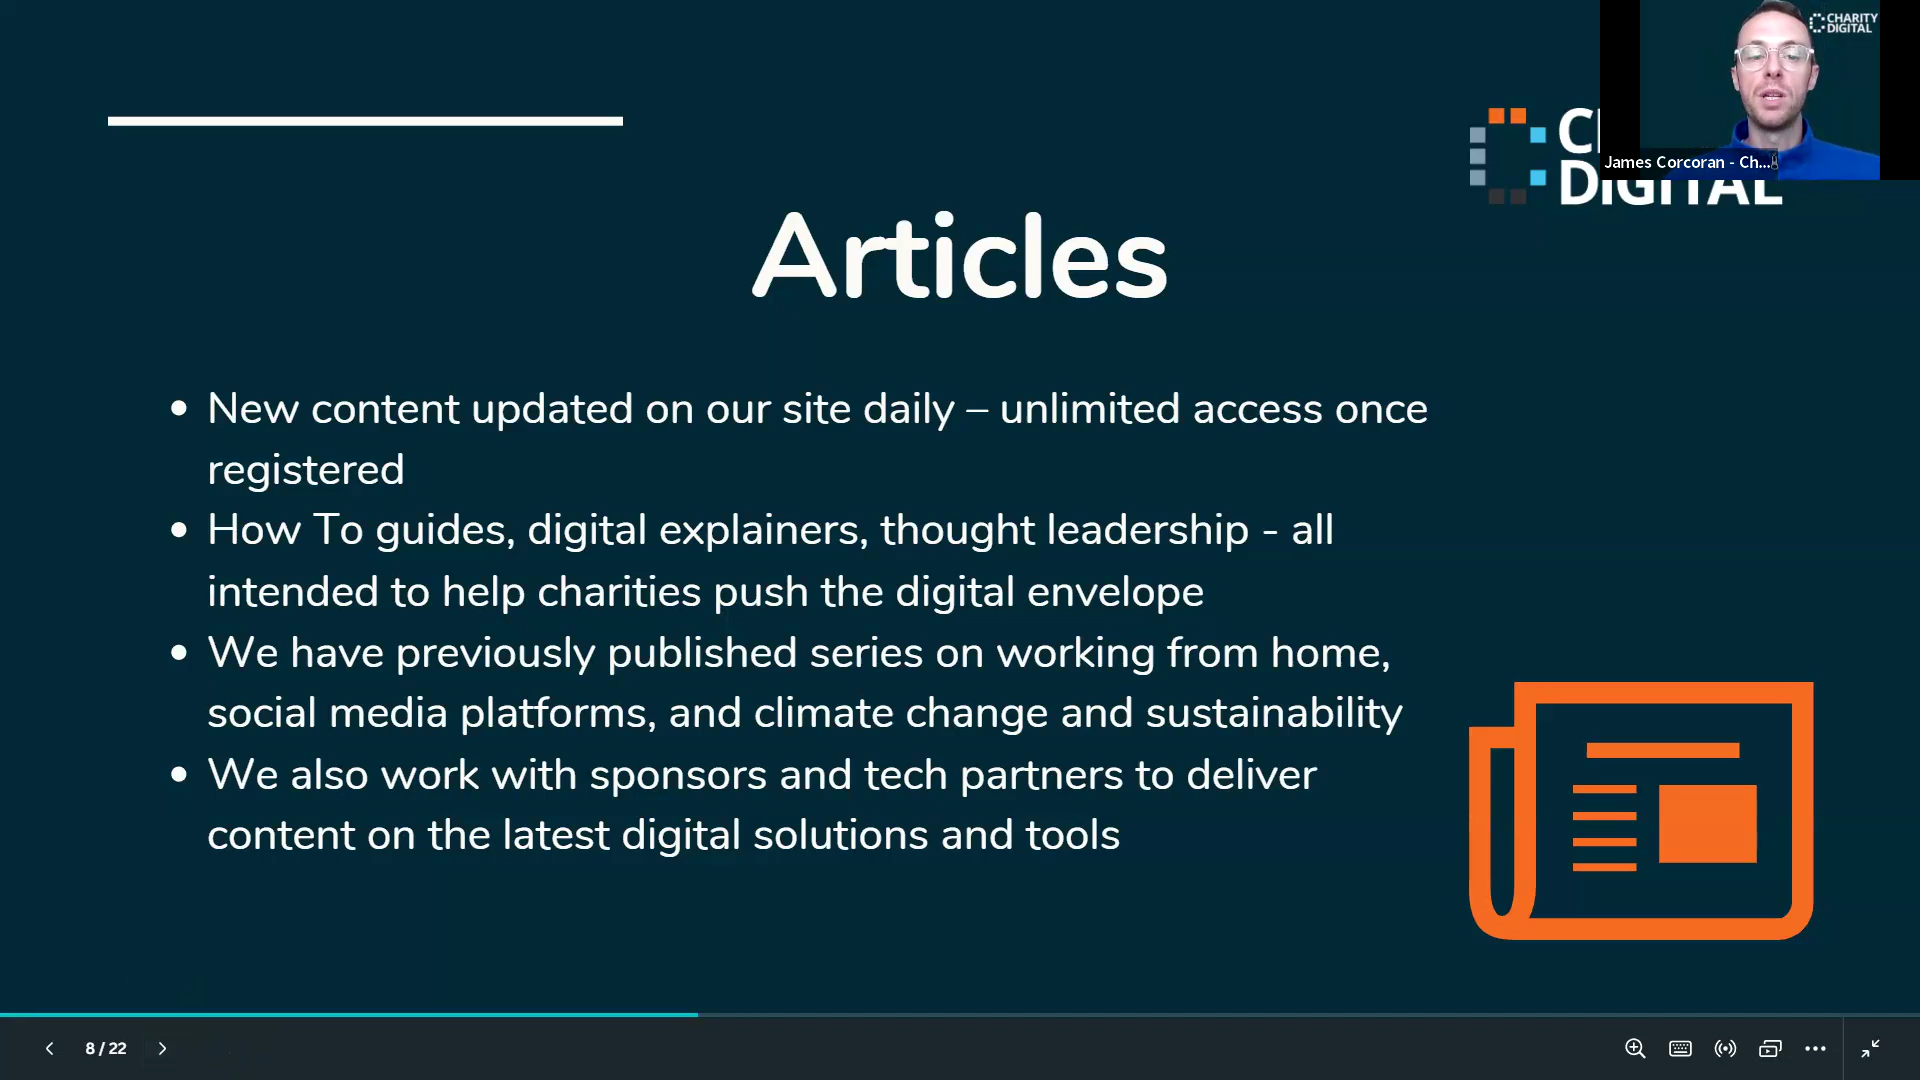 CHARITY
DIGITAL
DIGITAL
James Corcoran - Ch...
Articles
• New content updated on our site daily – unlimited access once
registered
• How To guides, digital explainers, thought leadership - all
intended to help charities push the digital envelope
• We have previously published series on working from home,
social media platforms, and climate change and sustainability
• We also work with sponsors and tech partners to deliver
content on the latest digital solutions and tools
8 / 22